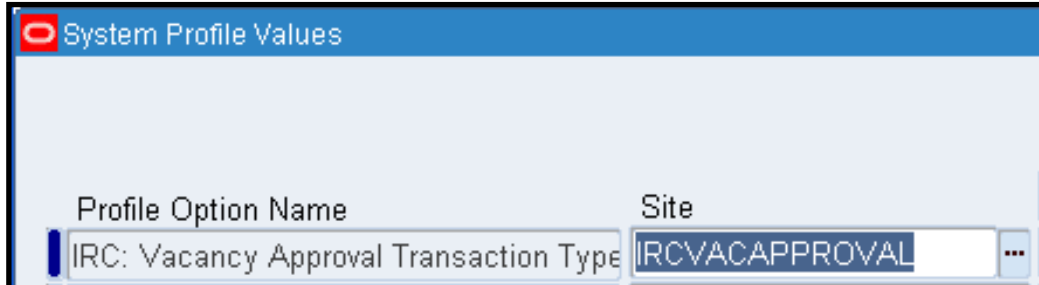 System Profile Values
Profile Option Name Site
IRC: Vacancy Approval Transaction Type IRCVACAPPROVAL ...